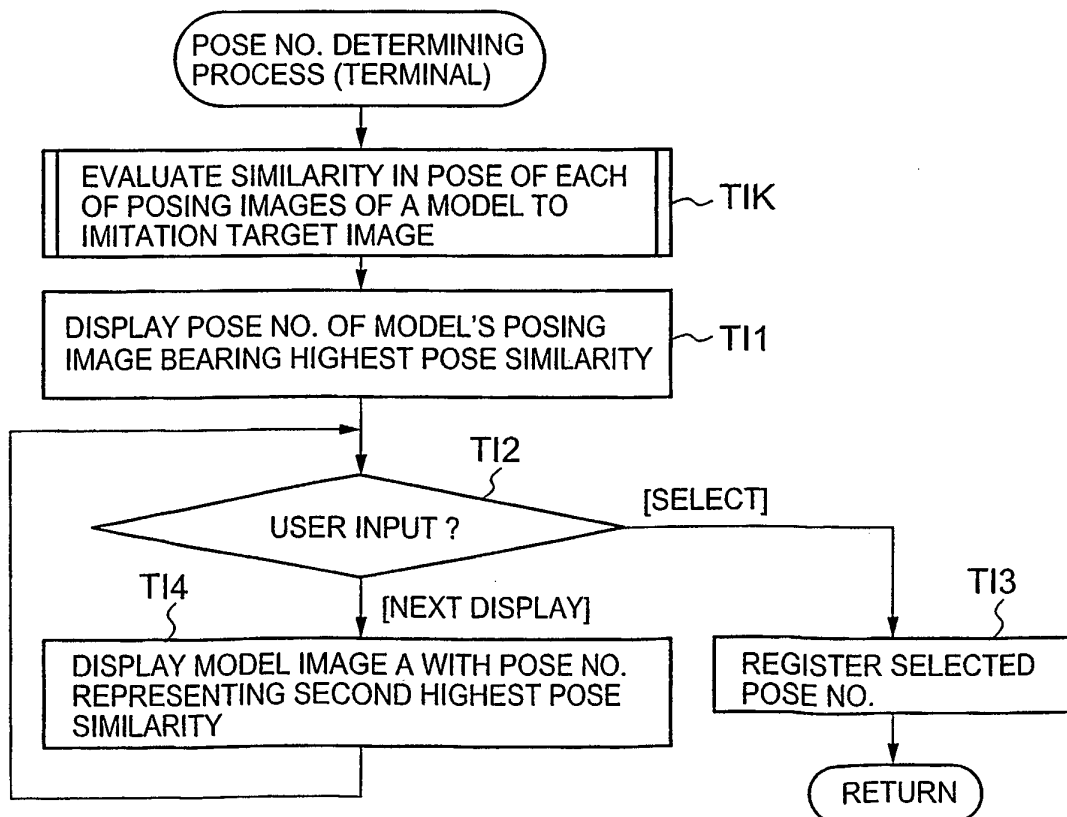 POSE NO. DETERMINING
PROCESS (TERMINAL)
EVALUATE SIMILARITY IN POSE OF EACH
OF POSING IMAGES OF A MODEL TO
IMITATION TARGET IMAGE
TIK
DISPLAY POSE NO. OF MODEL'S POSING
IMAGE BEARING HIGHEST POSE SIMILARITY
TI1
TI2
USER INPUT ?
[SELECT]
TI4
[NEXT DISPLAY]
TI3
DISPLAY MODEL IMAGE A WITH POSE NO.
REPRESENTING SECOND HIGHEST POSE
SIMILARITY
REGISTER SELECTED
POSE NO.
RETURN